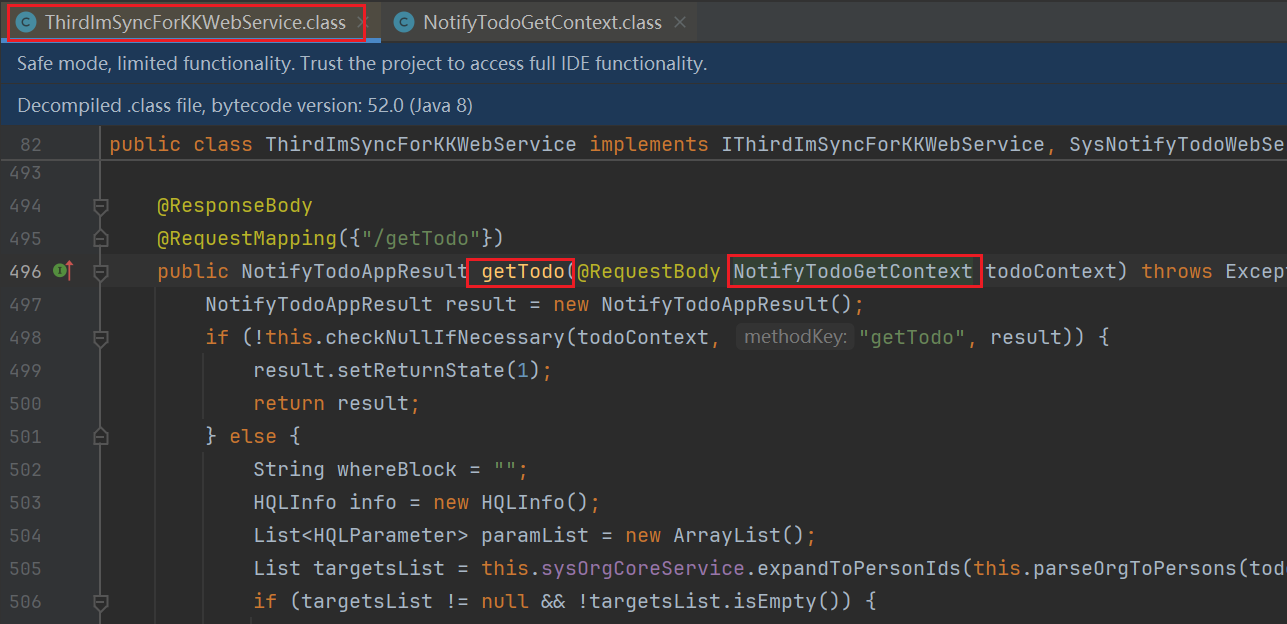 ThirdImSyncForKKWebService.class NotifyTodoGetContext.class
Safe mode, limited functionality. Trust the project to access full IDE functionality.
Decompiled .class file, bytecode version: 52.0 (Java 8)
82 public class ThirdImSyncForKKWebService implements IThirdImSyncForKKWebService, SysNotifyTodoWebSe
493
494 @ResponseBody
495 @RequestMapping({"/getTodo"})
496 public NotifyTodoAppResult getTodo(@RequestBody NotifyTodoGetContext todoContext) throws Excep
497 NotifyTodoAppResult result = new NotifyTodoAppResult();
498 if (!this.checkNullIfNecessary(todoContext, methodKey: "getTodo", result)) {
499 result.setReturnState(1);
500 return result;
501 } else {
502 String whereBlock = "";
503 HQLInfo info = new HQLInfo();
504 List<HQLParameter> paramList = new ArrayList();
505 List targetsList = this.sysOrgCoreService.expandToPersonIds(this.parseOrgToPersons(tod
506 if (targetsList != null && !targetsList.isEmpty()) {